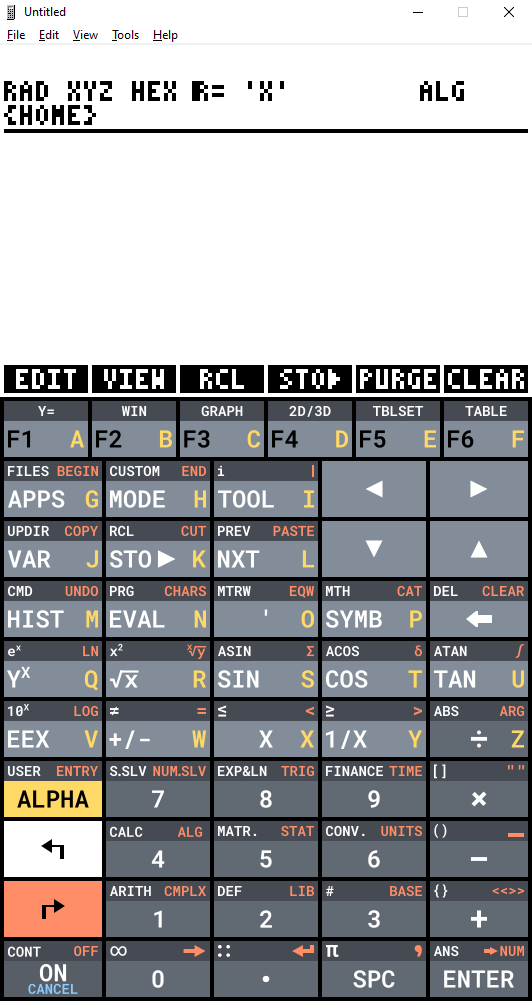 Untitled
File Edit View Tools Help
RAD XYZ HEX R= 'X' ALG
{HOME}
EDIT VIEW RCL STO▶ PURGE CLEAR
Y= WIN GRAPH 2D/3D TBLSET TABLE
F1 A F2 B F3 C F4 D F5 E F6 F
FILES BEGIN CUSTOM END i |
APPS G MODE H TOOL I ◀ ▶
UPDIR COPY RCL CUT PREV PASTE
VAR J STO▶ K NXT L ▼ ▲
CMD UNDO PRG CHARS MTRW EQW MTH CAT DEL CLEAR
HIST M EVAL N ' O SYMB P ←
eˣ LN x² ˣ√y ASIN Σ ACOS δ ATAN ∫
Yˣ Q √x R SIN S COS T TAN U
10ˣ LOG ≠ = ≤ < ≥ > ABS ARG
EEX V +/- W X X 1/X Y ÷ Z
USER ENTRY S.SLV NUM.SLV EXP&LN TRIG FINANCE TIME [] ""
ALPHA 7 8 9 ×
CALC ALG MATR. STAT CONV. UNITS () _
↰ 4 5 6 −
ARITH CMPLX DEF LIB # BASE {} <<>>
↱ 1 2 3 +
CONT OFF ∞ → :: ↵ π , ANS →NUM
ON 0 . SPC ENTER
CANCEL